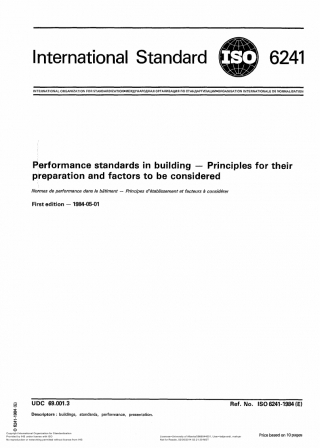 International Standard ISO 6241
INTERNATIONAL ORGANIZATION FOR STANDARDIZATION•МЕЖДУНАРОДНАЯ ОРГАНИЗАЦИЯ ПО СТАНДАРТИЗАЦИИ•ORGANISATION INTERNATIONALE DE NORMALISATION
Performance standards in building — Principles for their
preparation and factors to be considered
Normes de performance dans le bâtiment — Principes d'établissement et facteurs à considérer
First edition — 1984-05-01
UDC 69.001.3
Ref. No. ISO 6241-1984 (E)
Descriptors : buildings, standards, performance, presentation.
© ISO 6241-1984 (E)
Price based on 10 pages